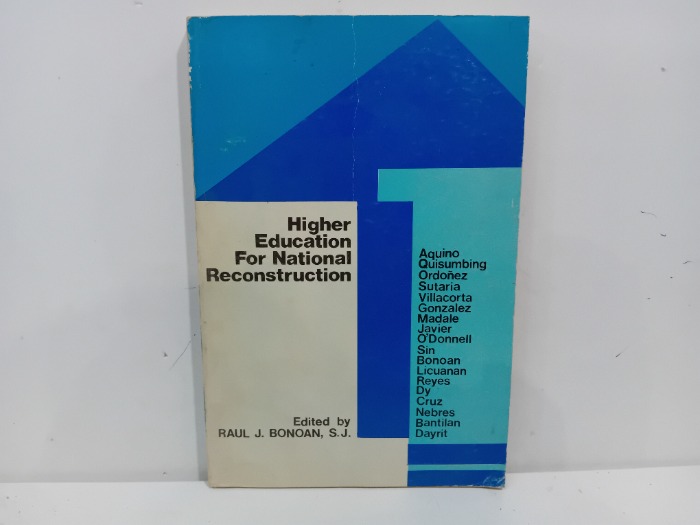 Higher
Education
For National
Reconstruction
Edited by
RAUL J. BONOAN, S.J.
Aquino
Quisumbing
Ordoñez
Sutaria
Villacorta
Gonzalez
Madale
Javier
O'Donnell
Sin
Bonoan
Licuanan
Reyes
Dy
Cruz
Nebres
Bantilan
Dayrit